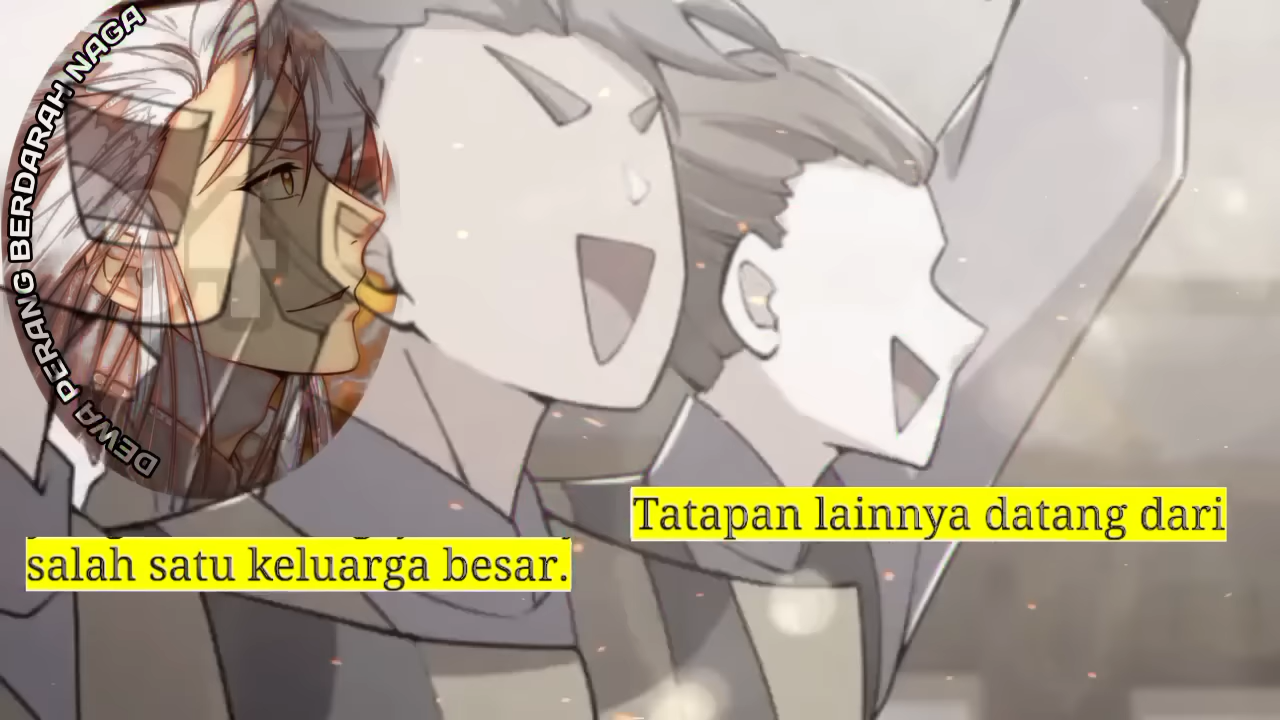 DEWA PERANG BERDARAH NAGA
Tatapan lainnya datang dari
salah satu keluarga besar.